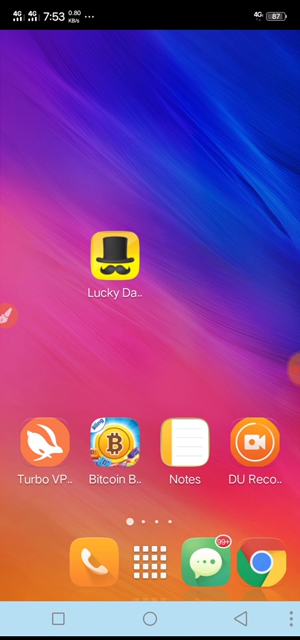 4G 4G 7:53 0.80 KB/s ... 4G 87
Lucky Da..
Turbo VP.. Bitcoin B.. Notes DU Reco..
99+